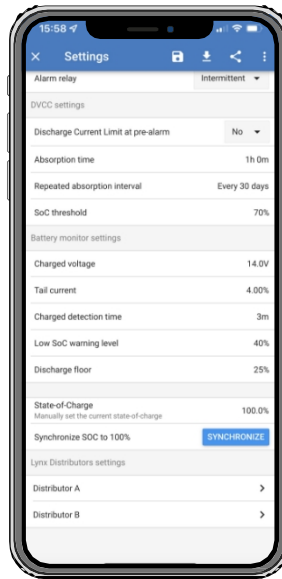 15:58
Settings
Alarm relay Intermittent
DVCC settings
Discharge Current Limit at pre-alarm No
Absorption time 1h 0m
Repeated absorption interval Every 30 days
SoC threshold 70%
Battery monitor settings
Charged voltage 14.0V
Tail current 4.00%
Charged detection time 3m
Low SoC warning level 40%
Discharge floor 25%
State-of-Charge 100.0%
Manually set the current state-of-charge
Synchronize SOC to 100% SYNCHRONIZE
Lynx Distributors settings
Distributor A
Distributor B